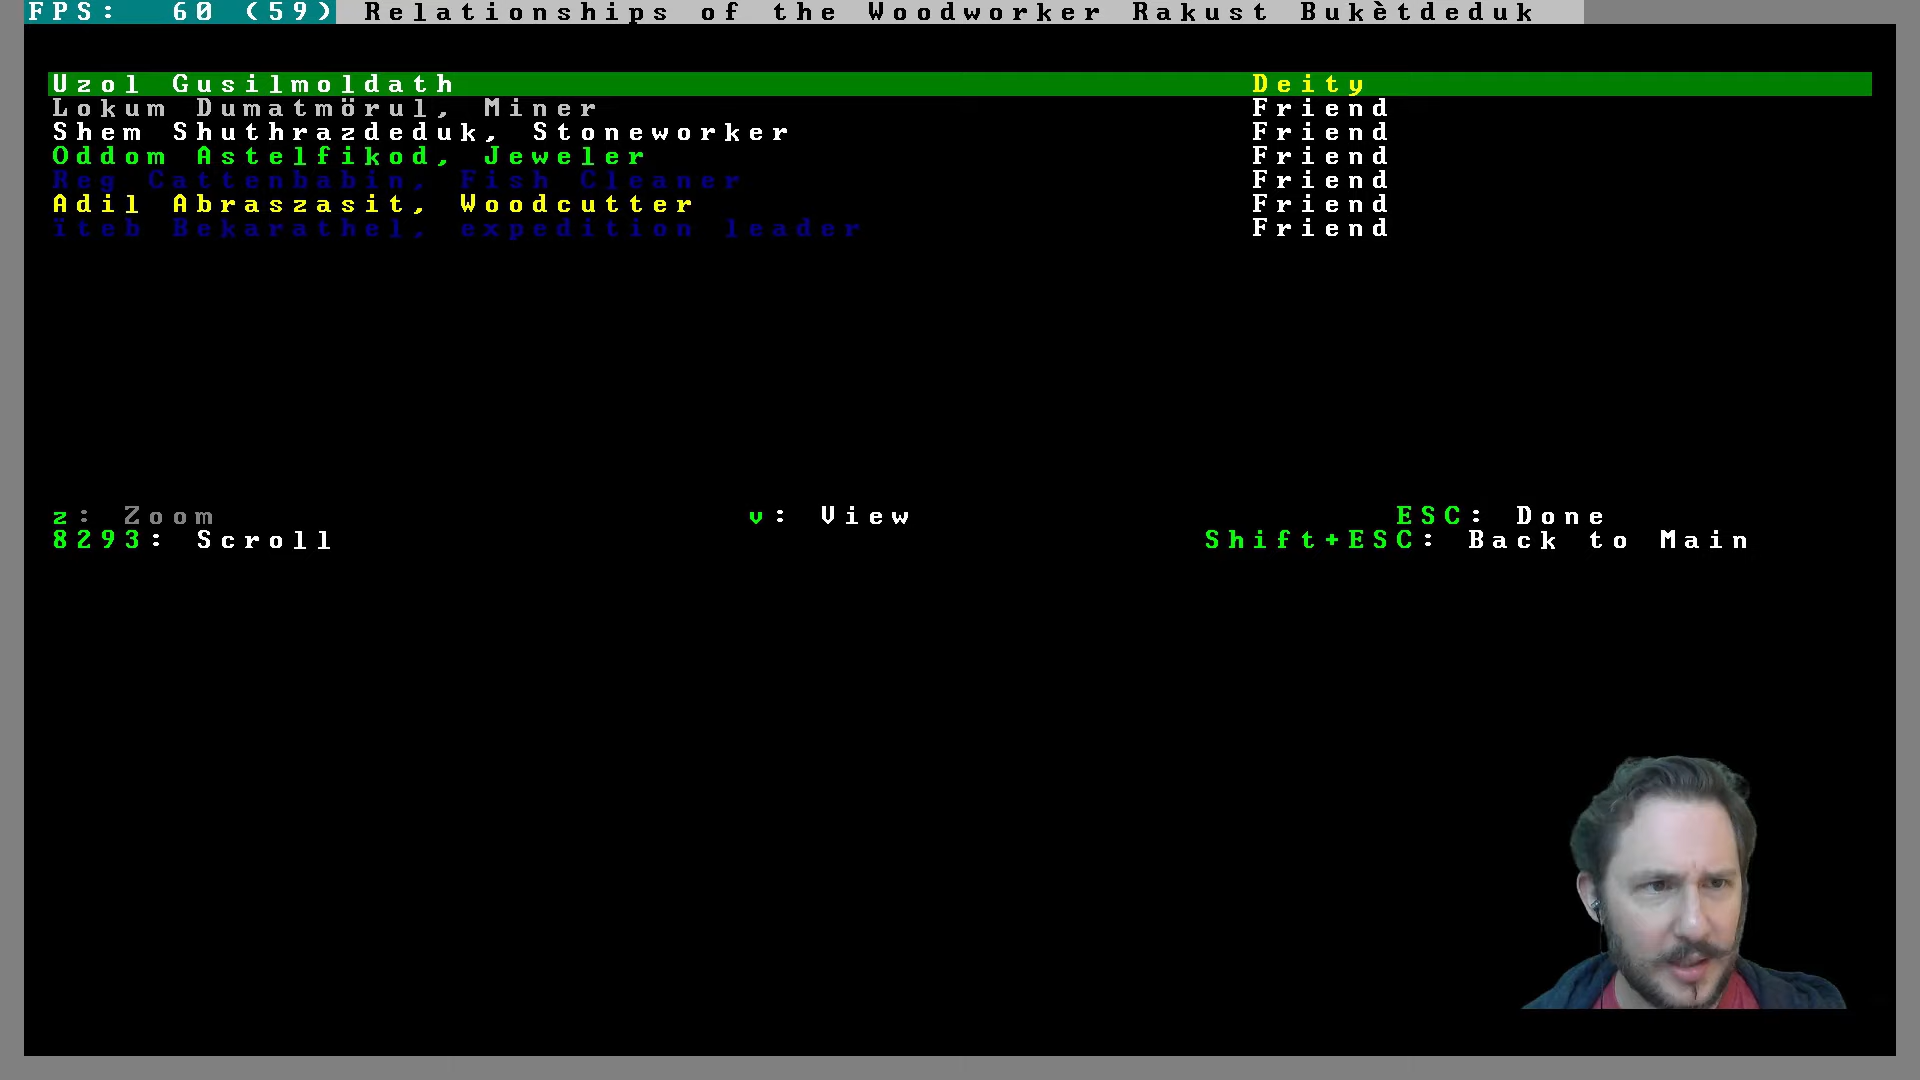 FPS: 60 (59) Relationships of the Woodworker Rakust Bukètdeduk
Uzol Gusilmoldath Deity
Lokum Dumatmörul, Miner Friend
Shem Shuthrazdeduk, Stoneworker Friend
Oddom Astelfikod, Jeweler Friend
Reg Cattenbabin, Fish Cleaner Friend
Adil Abraszasit, Woodcutter Friend
ïteb Bekarathel, expedition leader Friend
z: Zoom v: View ESC: Done
8293: Scroll Shift+ESC: Back to Main